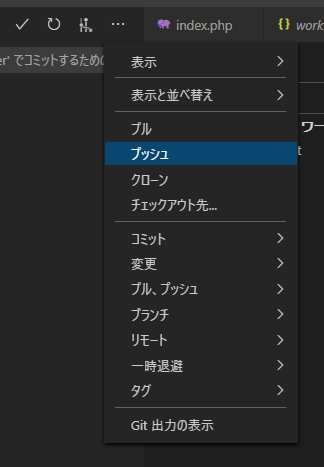 index.php
{} work
er' でコミットするための
表示
表示と並べ替え
ワー
プル
プッシュ
t
クローン
チェックアウト先...
コミット
変更
プル、プッシュ
ブランチ
リモート
一時退避
タグ
Git 出力の表示